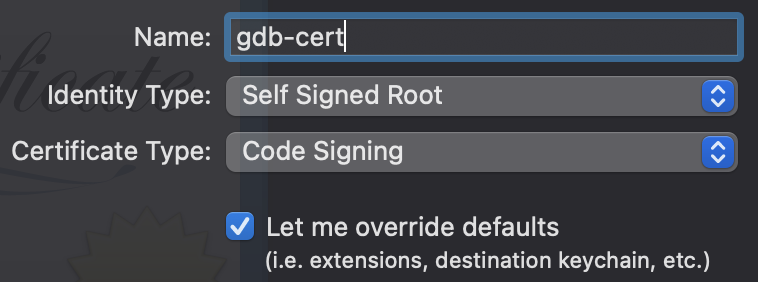 Name: gdb-cert
Identity Type: Self Signed Root
Certificate Type: Code Signing
Let me override defaults
(i.e. extensions, destination keychain, etc.)